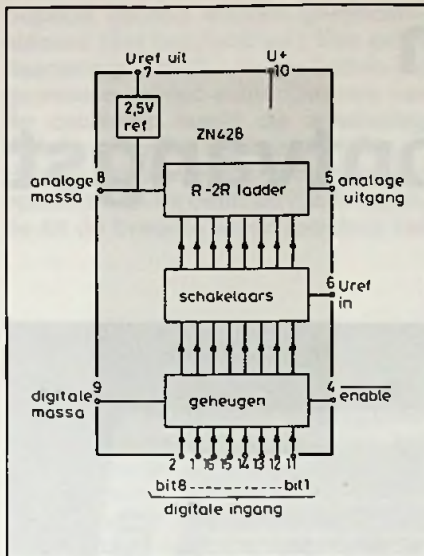 Uref uit
7
U+
10
2,5V
ref
ZN428
analoge
massa
8
R-2R ladder
5
analoge
uitgang
schakelaars
6
Uref
in
digitale
massa
9
geheugen
4
enable
2 1 16 15 14 13 12 11
bit8 ------- bit1
digitale ingang